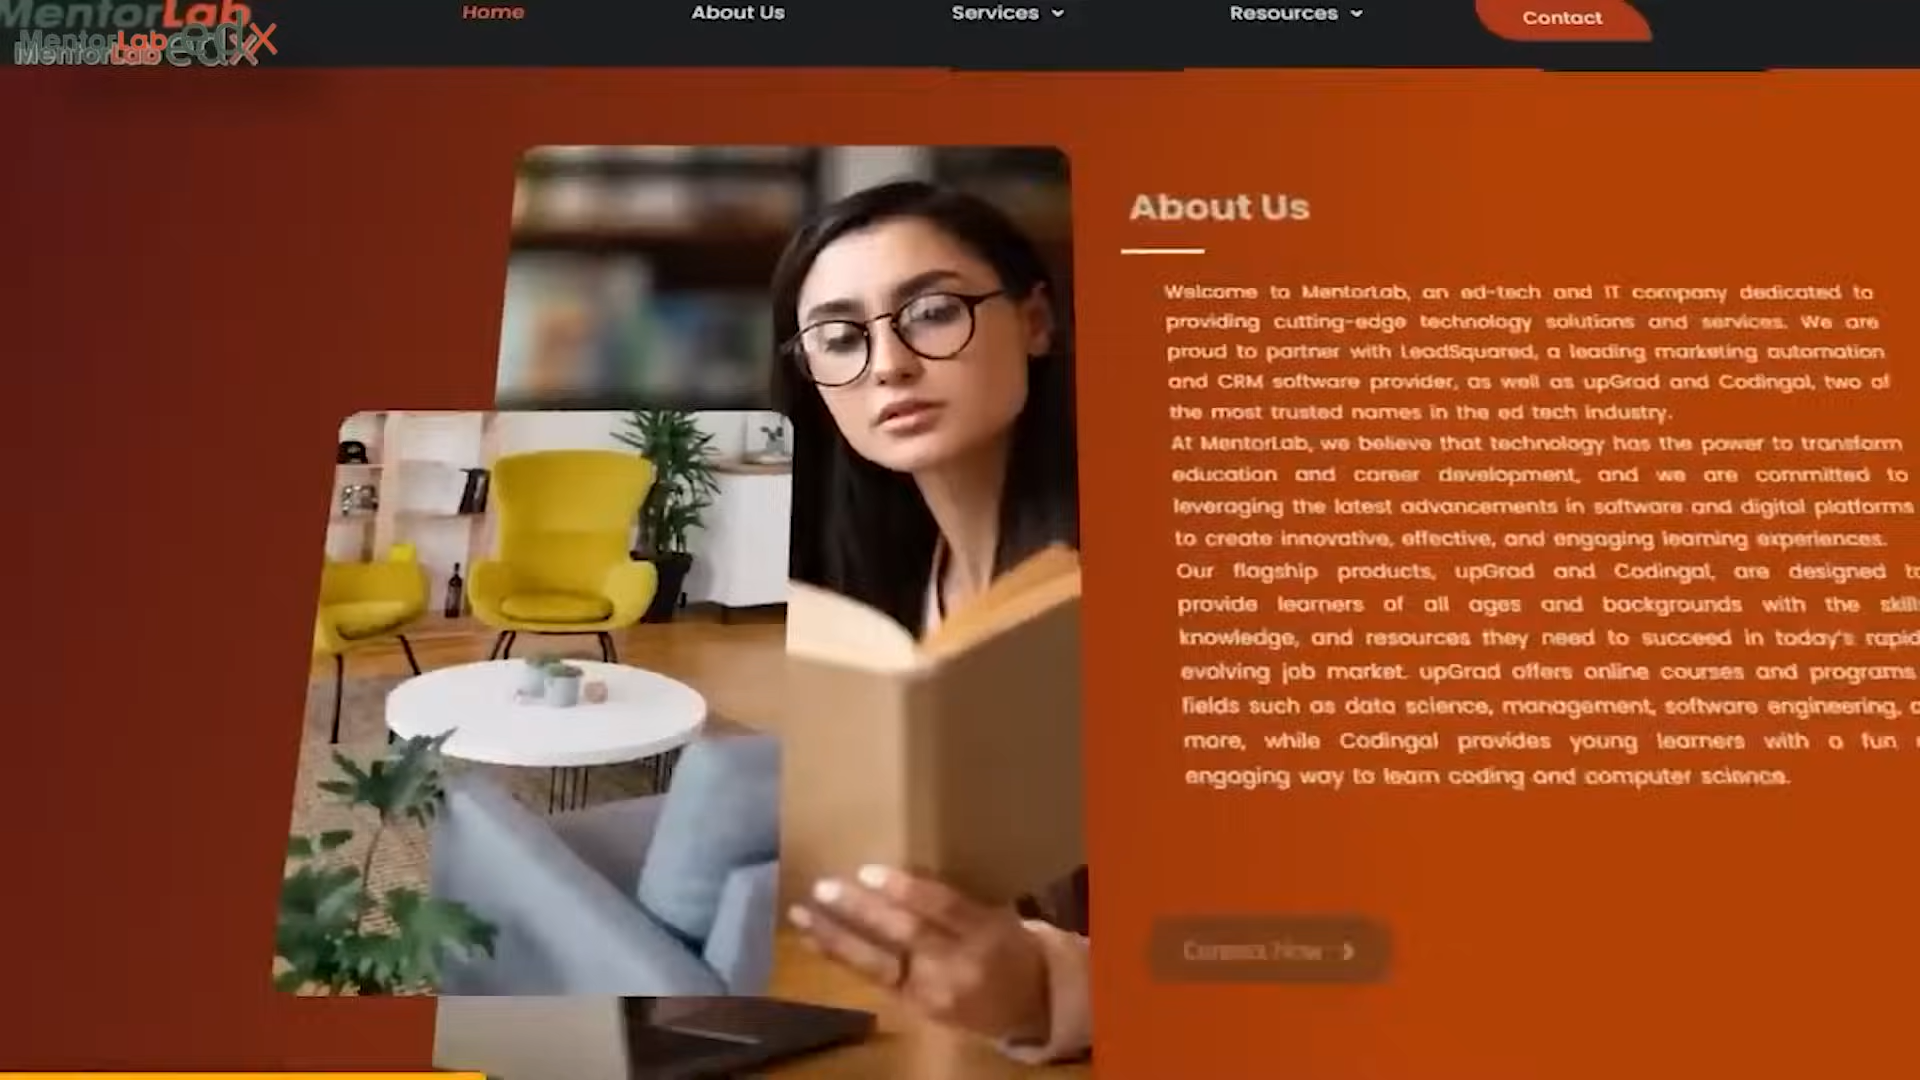 MentorLab
Home
About Us
Services
Resources
Contact
MentorLab edx
MentorLab edx
About Us
Welcome to MentorLab, an ed-tech and IT company dedicated to
providing cutting-edge technology solutions and services. We are
proud to partner with LeadSquared, a leading marketing automation
and CRM software provider, as well as upGrad and Codingal, two of
the most trusted names in the ed tech industry.
At MentorLab, we believe that technology has the power to transform
education and career development, and we are committed to
leveraging the latest advancements in software and digital platforms
to create innovative, effective, and engaging learning experiences.
Our flagship products, upGrad and Codingal, are designed to
provide learners of all ages and backgrounds with the
knowledge, and resources they need to succeed in today's
evolving job market. upGrad offers online courses and programs
fields such as data science, management, software engineering,
more, while Codingal provides young learners with a fun
engaging way to learn coding and computer science.